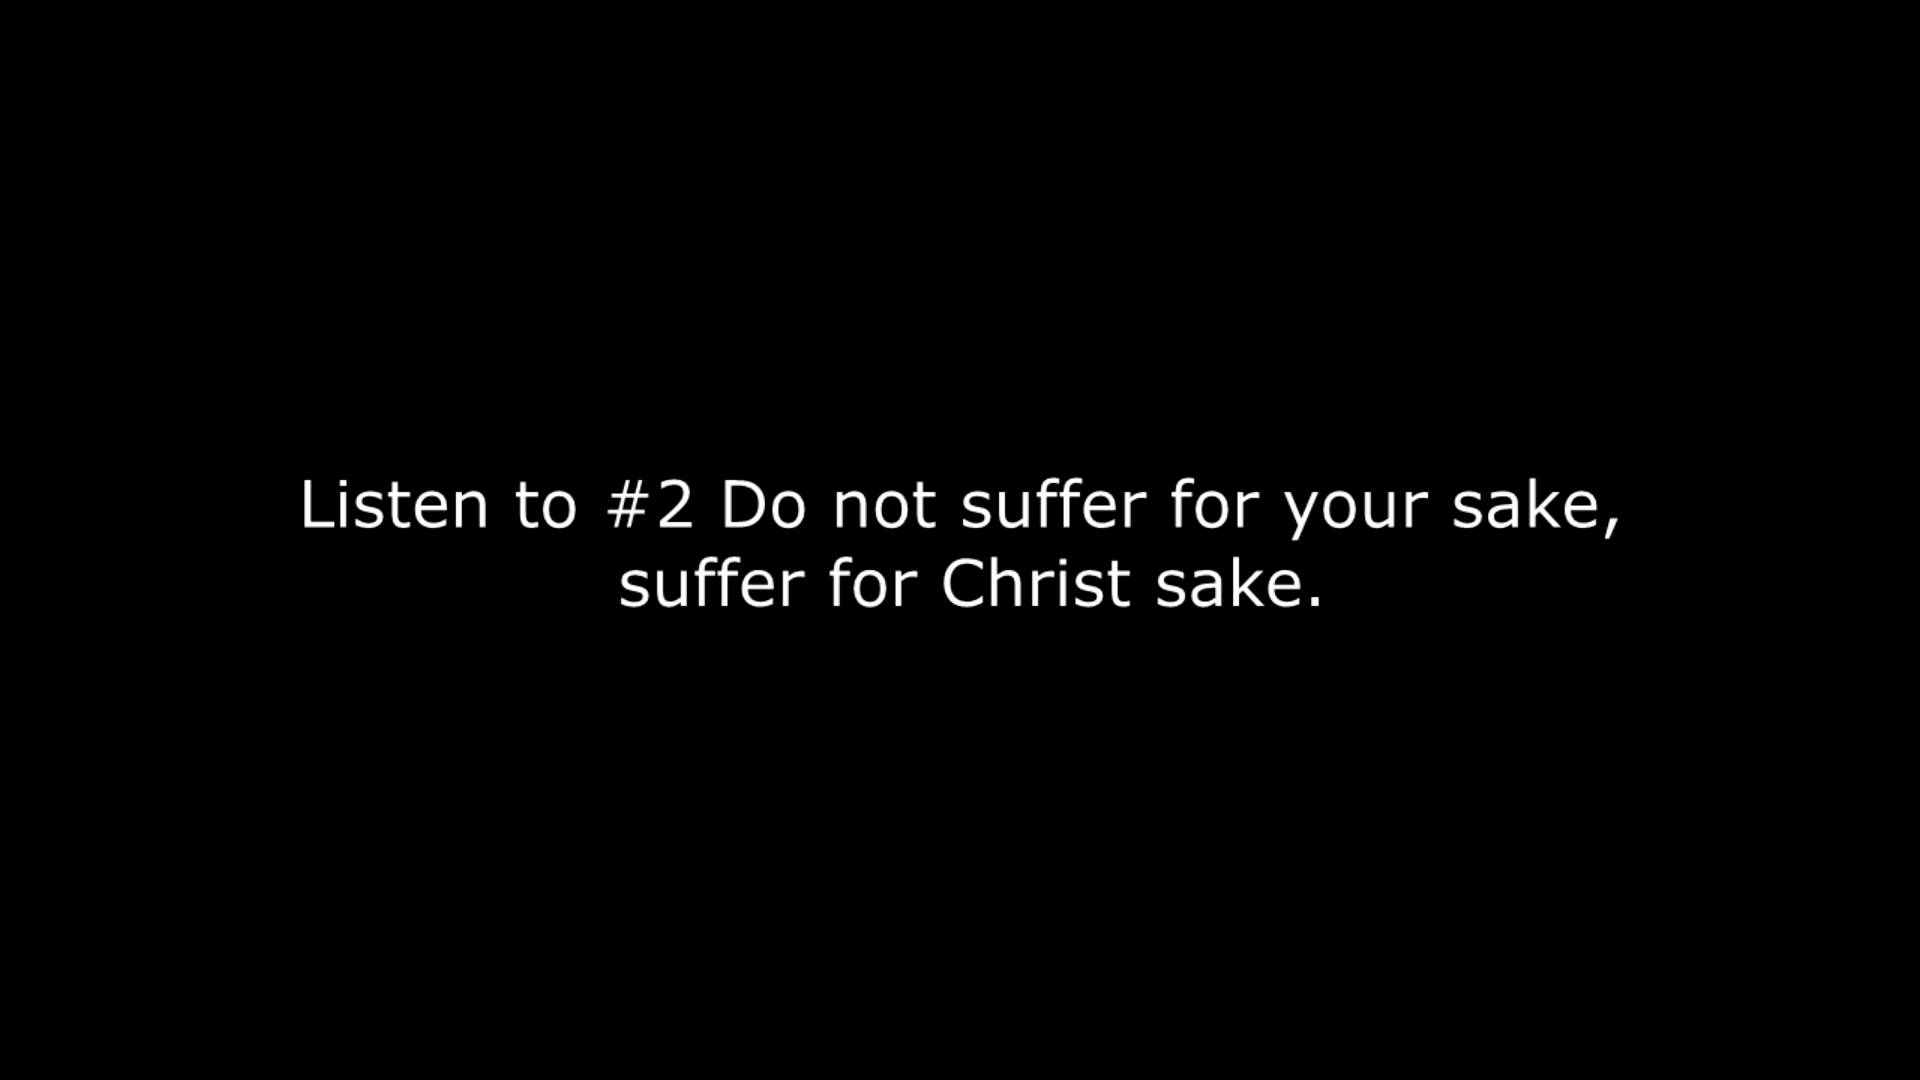 Listen to #2 Do not suffer for your sake,
suffer for Christ sake.